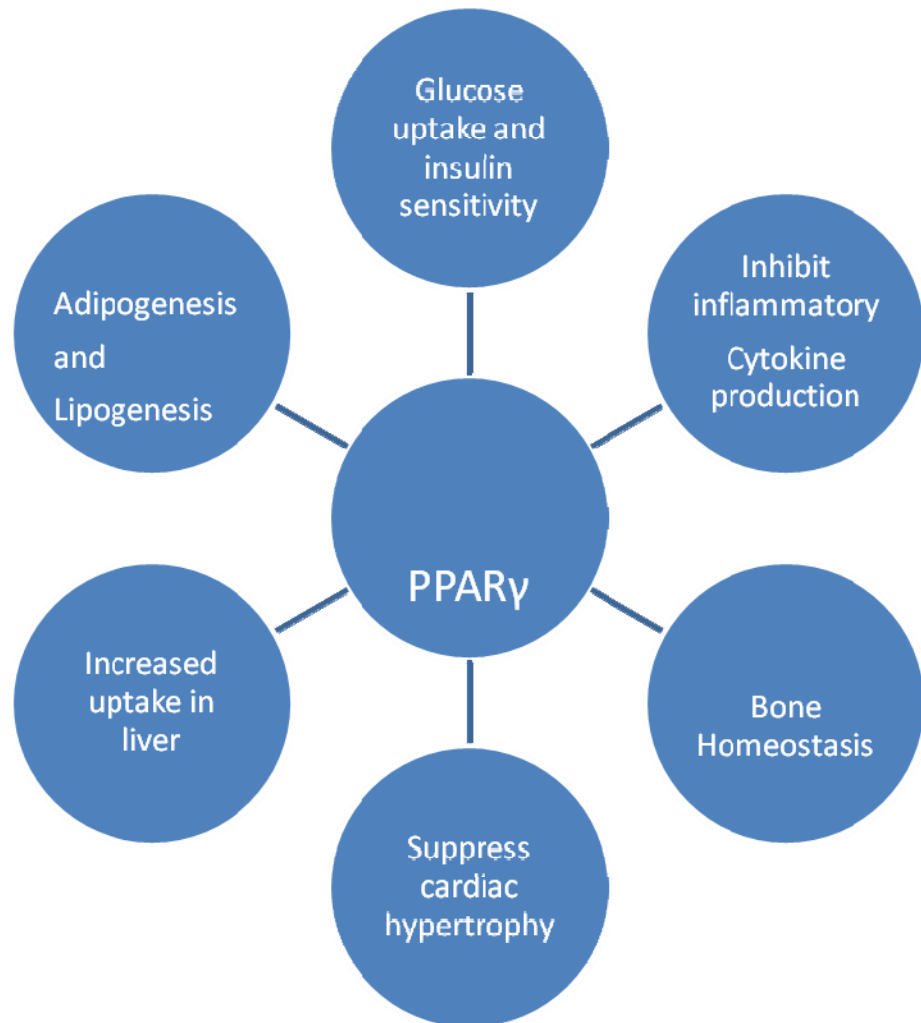 Glucose
uptake and
insulin
sensitivity
Inhibit
inflammatory
Cytokine
production
Bone
Homeostasis
Suppress
cardiac
hypertrophy
Increased
uptake in
liver
Adipogenesis
and
Lipogenesis
PPARγ